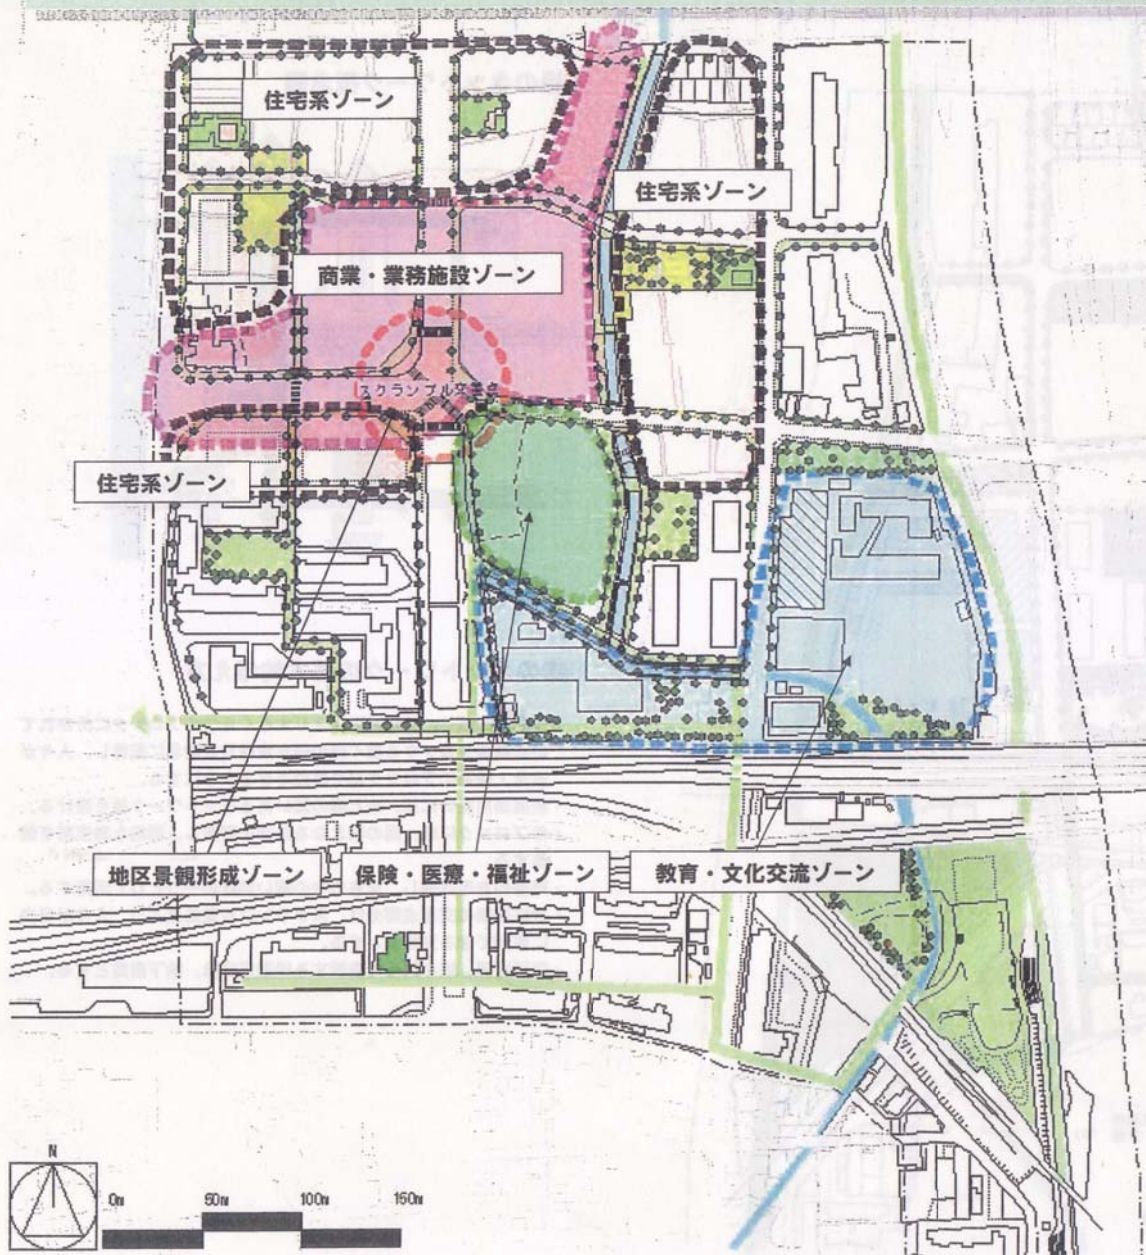 住宅系ゾーン
住宅系ゾーン
商業・業務施設ゾーン
スクランブル交差点
住宅系ゾーン
地区景観形成ゾーン
保険・医療・福祉ゾーン
教育・文化交流ゾーン
N
0m
50m
100m
150m